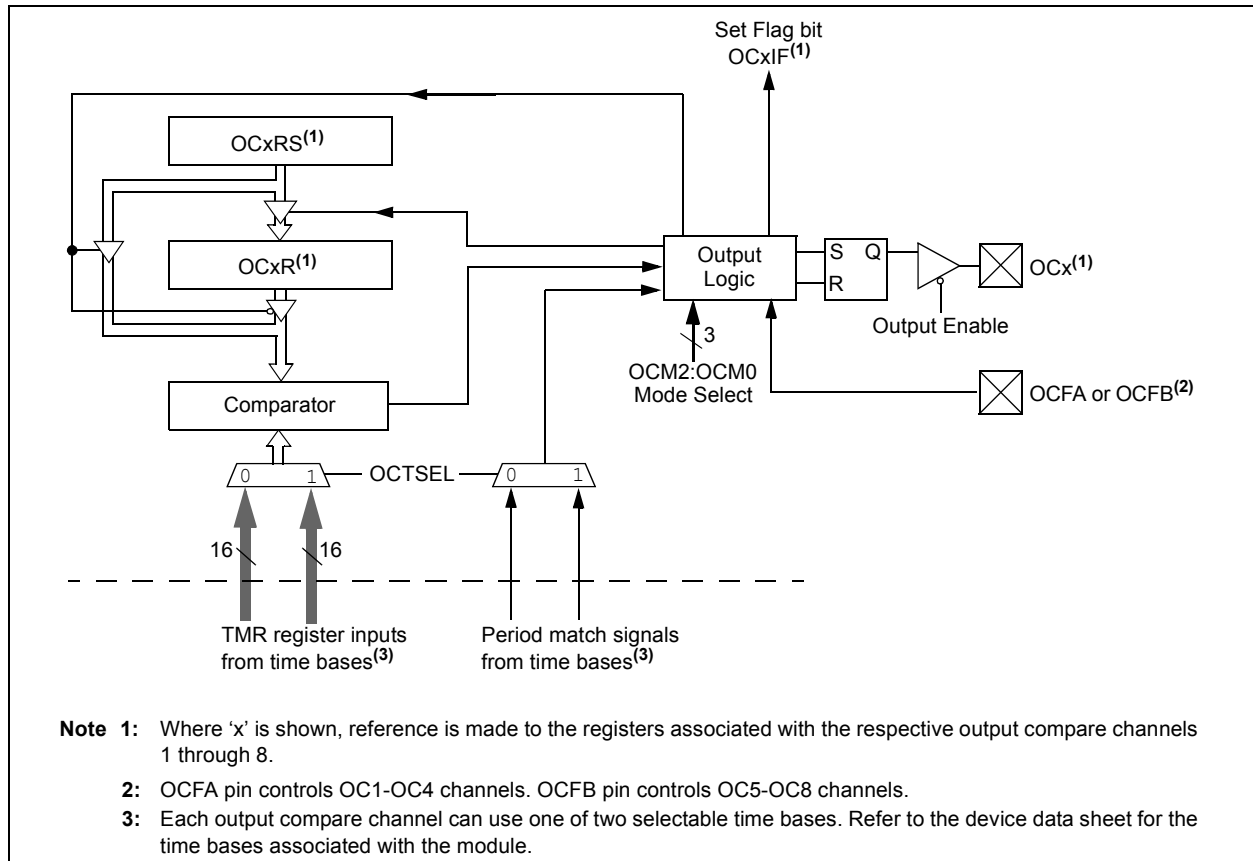 Set Flag bit
OCxIF(1)
OCxRS(1)
OCxR(1)
Output
Logic
S Q
R
OCx(1)
Output Enable
3
OCM2:OCM0
Mode Select
OCFA or OCFB(2)
Comparator
0 1
OCTSEL
0 1
16
16
TMR register inputs
from time bases(3)
Period match signals
from time bases(3)
Note 1: Where ‘x’ is shown, reference is made to the registers associated with the respective output compare channels
1 through 8.
2: OCFA pin controls OC1-OC4 channels. OCFB pin controls OC5-OC8 channels.
3: Each output compare channel can use one of two selectable time bases. Refer to the device data sheet for the
time bases associated with the module.